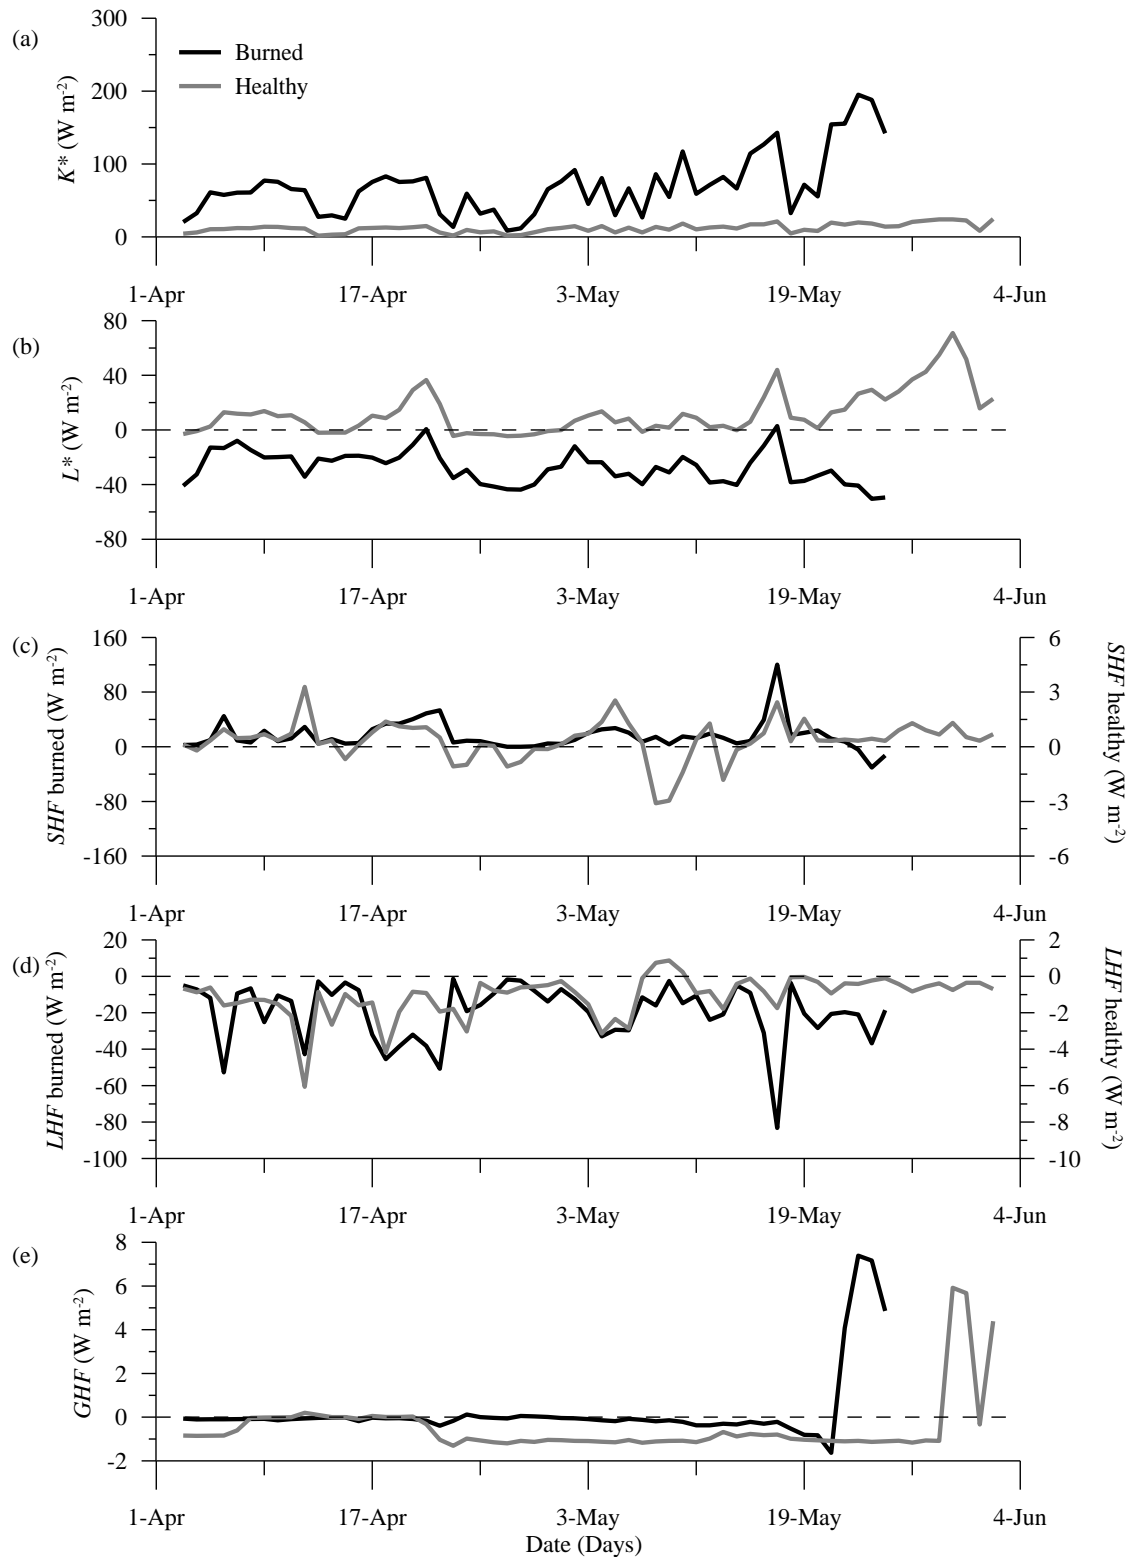 (a)
300
200
100
0
K* (W m-2)
Burned
Healthy
1-Apr 17-Apr 3-May 19-May 4-Jun
(b)
80
40
0
-40
-80
L* (W m-2)
1-Apr 17-Apr 3-May 19-May 4-Jun
(c)
160
80
0
-80
-160
SHF burned (W m-2)
6
3
0
-3
-6
SHF healthy (W m-2)
1-Apr 17-Apr 3-May 19-May 4-Jun
(d)
20
0
-20
-40
-60
-80
-100
LHF burned (W m-2)
2
0
-2
-4
-6
-8
-10
LHF healthy (W m-2)
1-Apr 17-Apr 3-May 19-May 4-Jun
(e)
8
6
4
2
0
-2
GHF (W m-2)
1-Apr 17-Apr 3-May 19-May 4-Jun
Date (Days)